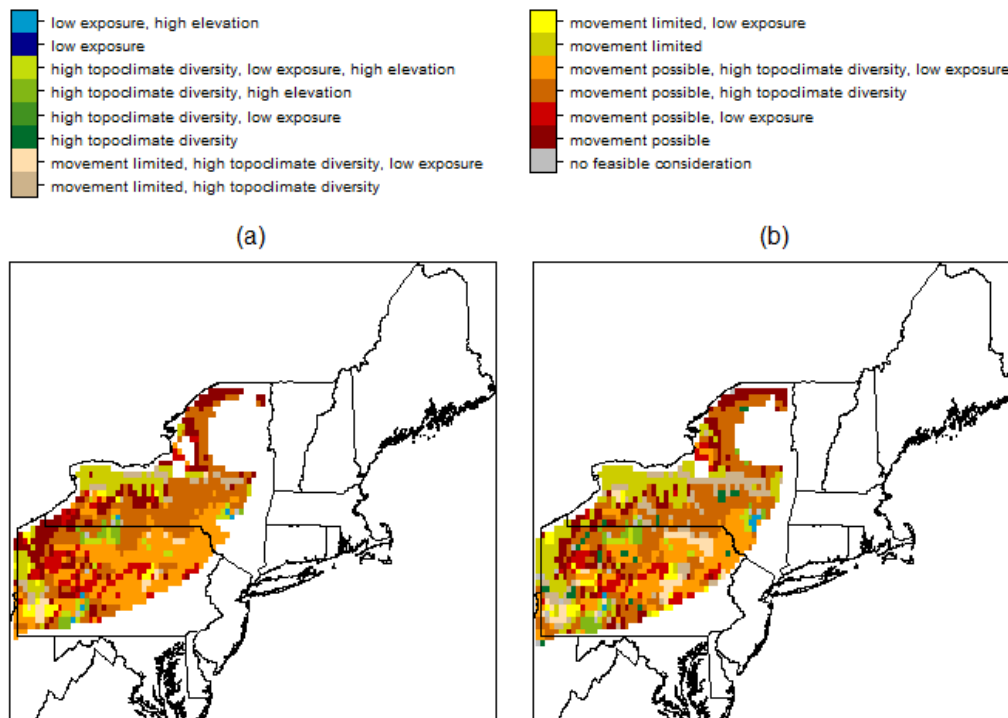 low exposure, high elevation
low exposure
high topoclimate diversity, low exposure, high elevation
high topoclimate diversity, high elevation
high topoclimate diversity, low exposure
high topoclimate diversity
movement limited, high topoclimate diversity, low exposure
movement limited, high topoclimate diversity
movement limited, low exposure
movement limited
movement possible, high topoclimate diversity, low exposure
movement possible, high topoclimate diversity
movement possible, low exposure
movement possible
no feasible consideration
(a)
(b)